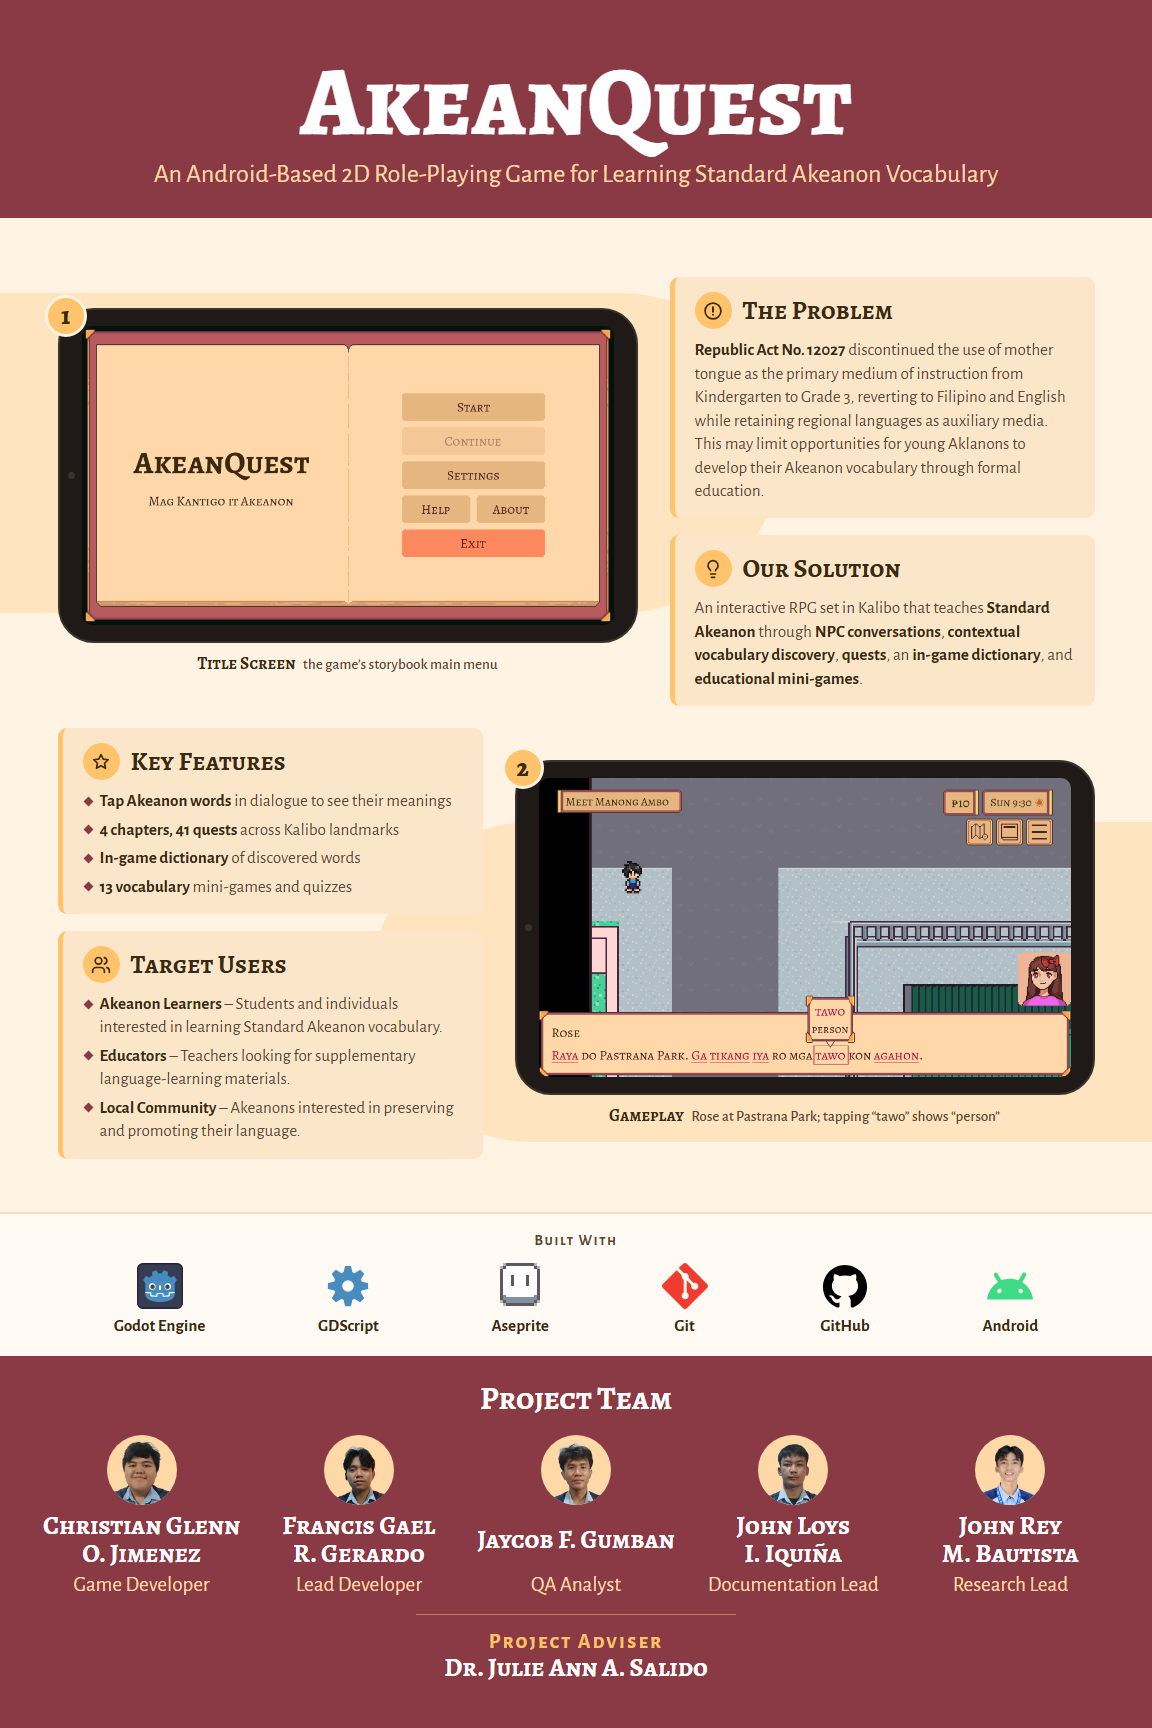 AkeanQuest
An Android-Based 2D Role-Playing Game for Learning Standard Akeanon Vocabulary
1
AkeanQuest
Mag Kantigo it Akeanon
Start
Continue
Settings
Help About
Exit
Title Screen the game's storybook main menu
The Problem
Republic Act No. 12027 discontinued the use of mother
tongue as the primary medium of instruction from
Kindergarten to Grade 3, reverting to Filipino and English
while retaining regional languages as auxiliary media.
This may limit opportunities for young Aklanons to
develop their Akeanon vocabulary through formal
education.
Our Solution
An interactive RPG set in Kalibo that teaches Standard
Akeanon through NPC conversations, contextual
vocabulary discovery, quests, an in-game dictionary, and
educational mini-games.
Key Features
Tap Akeanon words in dialogue to see their meanings
4 chapters, 41 quests across Kalibo landmarks
In-game dictionary of discovered words
13 vocabulary mini-games and quizzes
Target Users
Akeanon Learners – Students and individuals
interested in learning Standard Akeanon vocabulary.
Educators – Teachers looking for supplementary
language-learning materials.
Local Community – Akeanons interested in preserving
and promoting their language.
2
Meet Manong Ambo
₱10 Sun 9:30
tawo
person
Rose
Raya do Pastrana Park. Ga tikang iya ro mga tawo kon agahon.
Gameplay Rose at Pastrana Park; tapping “tawo” shows “person”
Built With
Godot Engine GDScript Aseprite Git GitHub Android
Project Team
Christian Glenn
O. Jimenez
Game Developer
Francis Gael
R. Gerardo
Lead Developer
Jaycob F. Gumban
QA Analyst
John Loys
I. Iquiña
Documentation Lead
John Rey
M. Bautista
Research Lead
Project Adviser
Dr. Julie Ann A. Salido